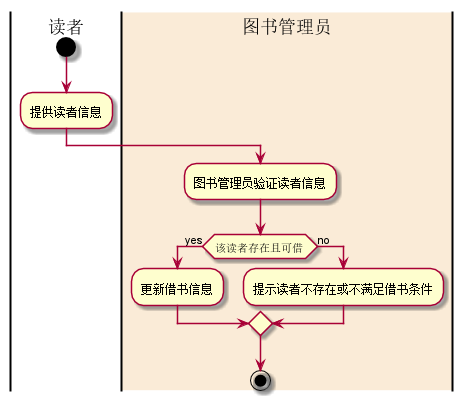 读者
图书管理员
提供读者信息
图书管理员验证读者信息
yes
该读者存在且可借
no
更新借书信息
提示读者不存在或不满足借书条件